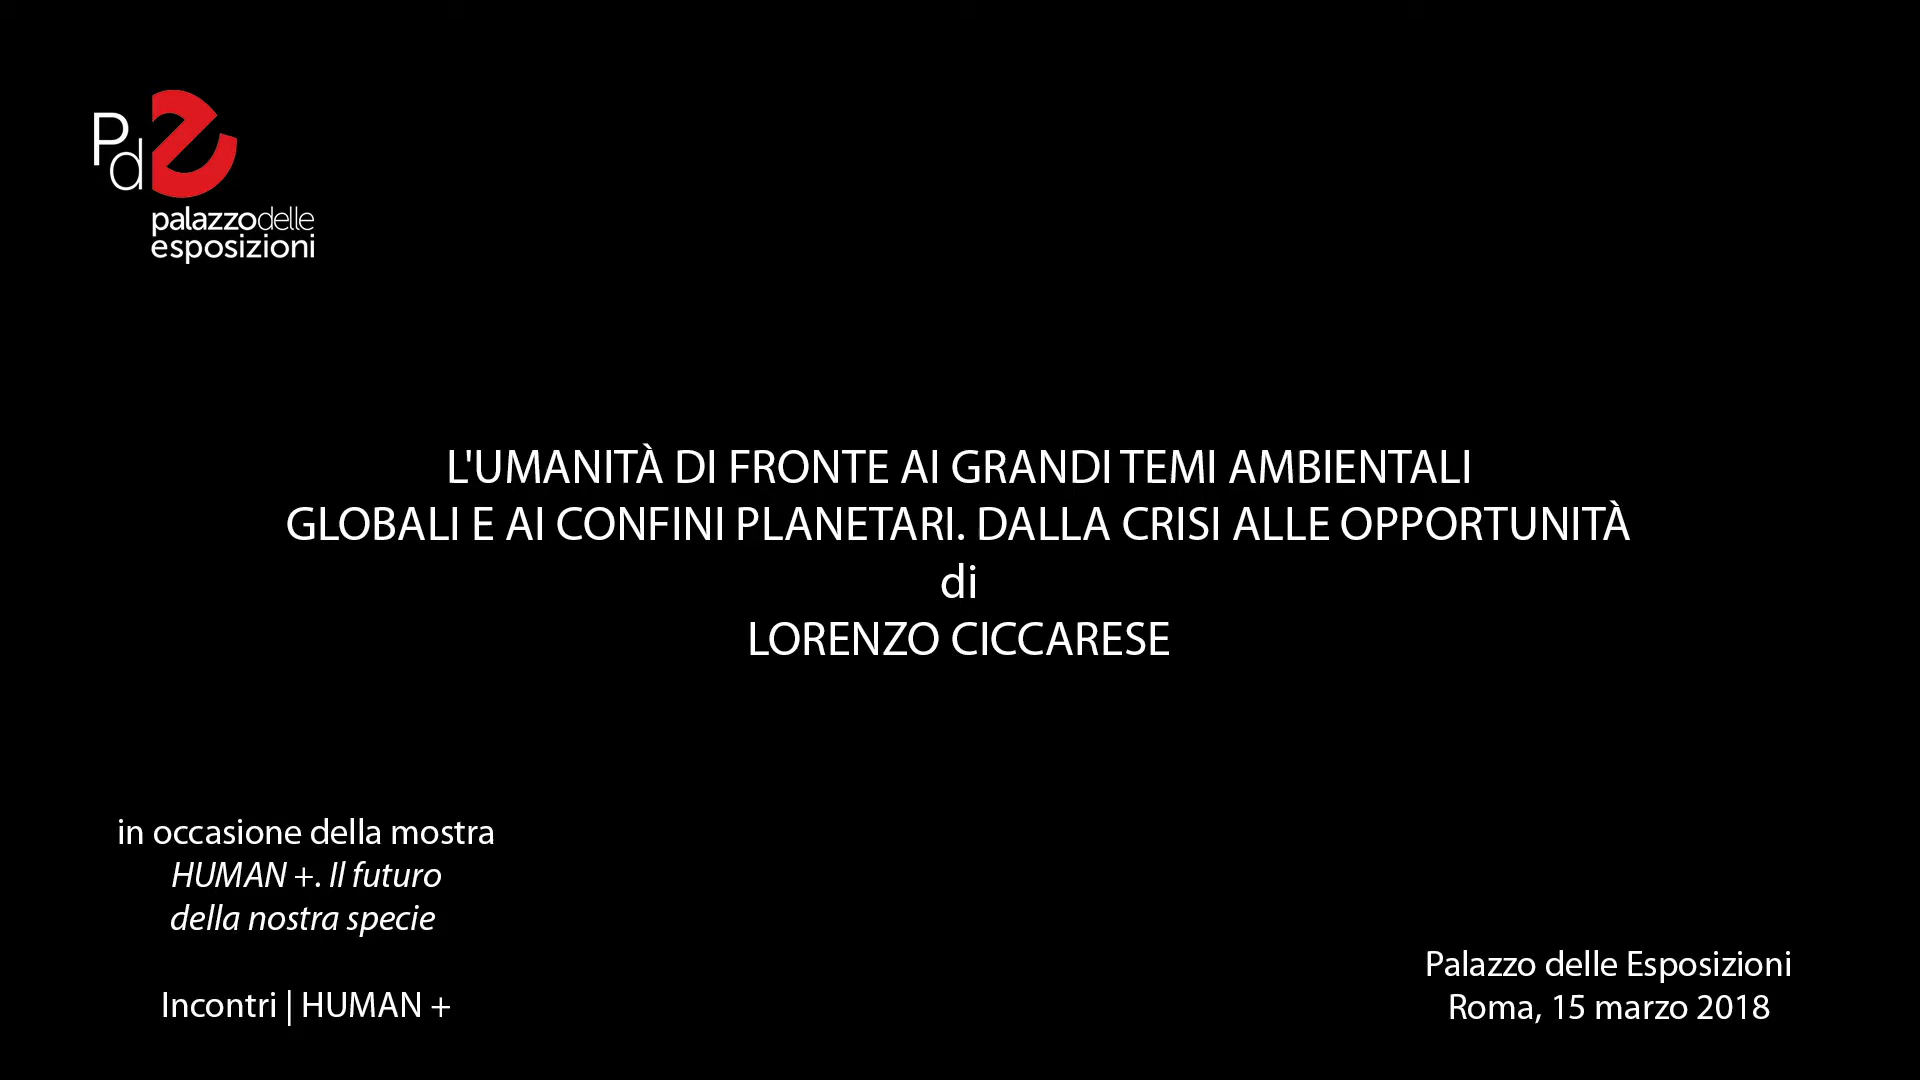 Pde
palazzodelle
esposizioni
L'UMANITÀ DI FRONTE AI GRANDI TEMI AMBIENTALI
GLOBALI E AI CONFINI PLANETARI. DALLA CRISI ALLE OPPORTUNITÀ
di
LORENZO CICCARESE
in occasione della mostra
HUMAN +. Il futuro
della nostra specie
Incontri | HUMAN +
Palazzo delle Esposizioni
Roma, 15 marzo 2018